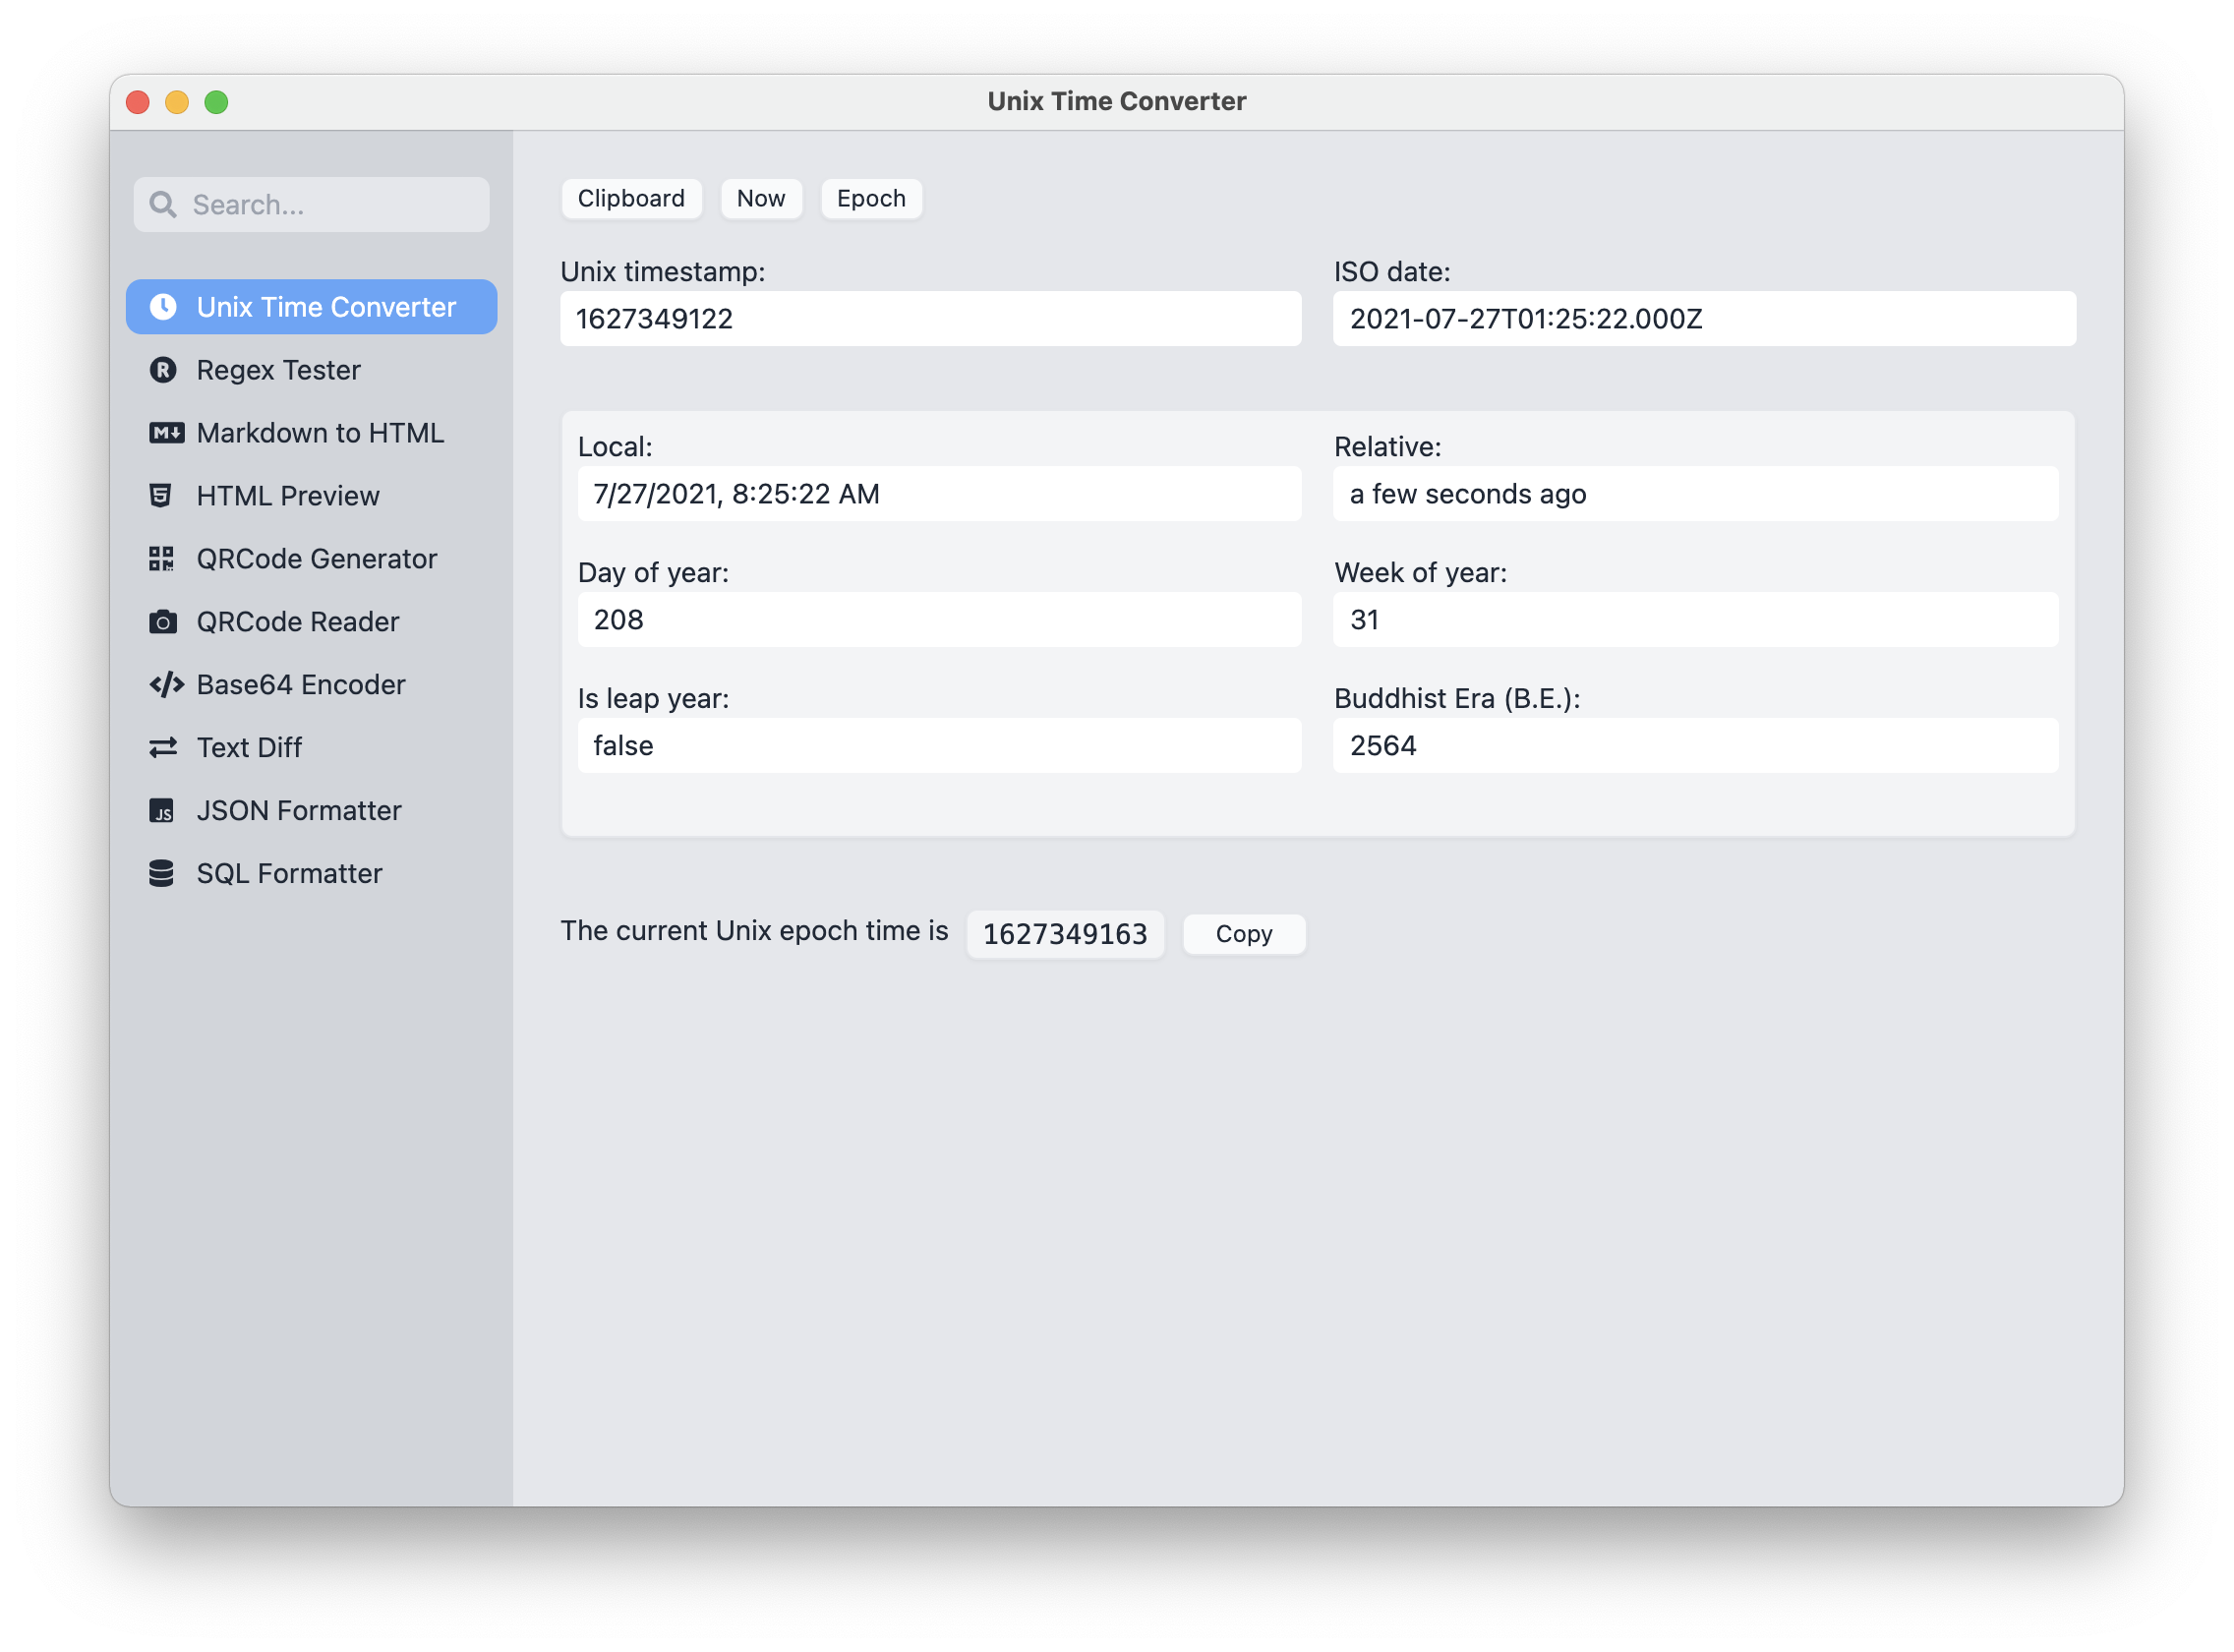 Unix Time Converter
Search...
Unix Time Converter
Regex Tester
Markdown to HTML
HTML Preview
QRCode Generator
QRCode Reader
Base64 Encoder
Text Diff
JSON Formatter
SQL Formatter
Clipboard Now Epoch
Unix timestamp: ISO date:
1627349122 2021-07-27T01:25:22.000Z
Local: Relative:
7/27/2021, 8:25:22 AM a few seconds ago
Day of year: Week of year:
208 31
Is leap year: Buddhist Era (B.E.):
false 2564
The current Unix epoch time is 1627349163 Copy